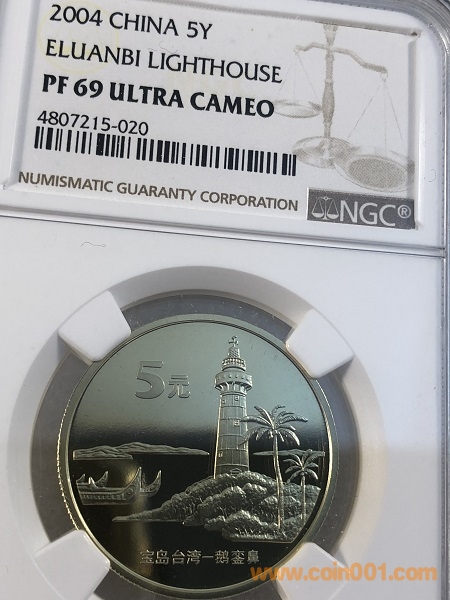 2004 CHINA 5Y
ELUANBI LIGHTHOUSE
PF 69 ULTRA CAMEO
4807215-020
NUMISMATIC GUARANTY CORPORATION
NGC®
5元
宝岛台湾－鹅銮鼻
www.coin001.com